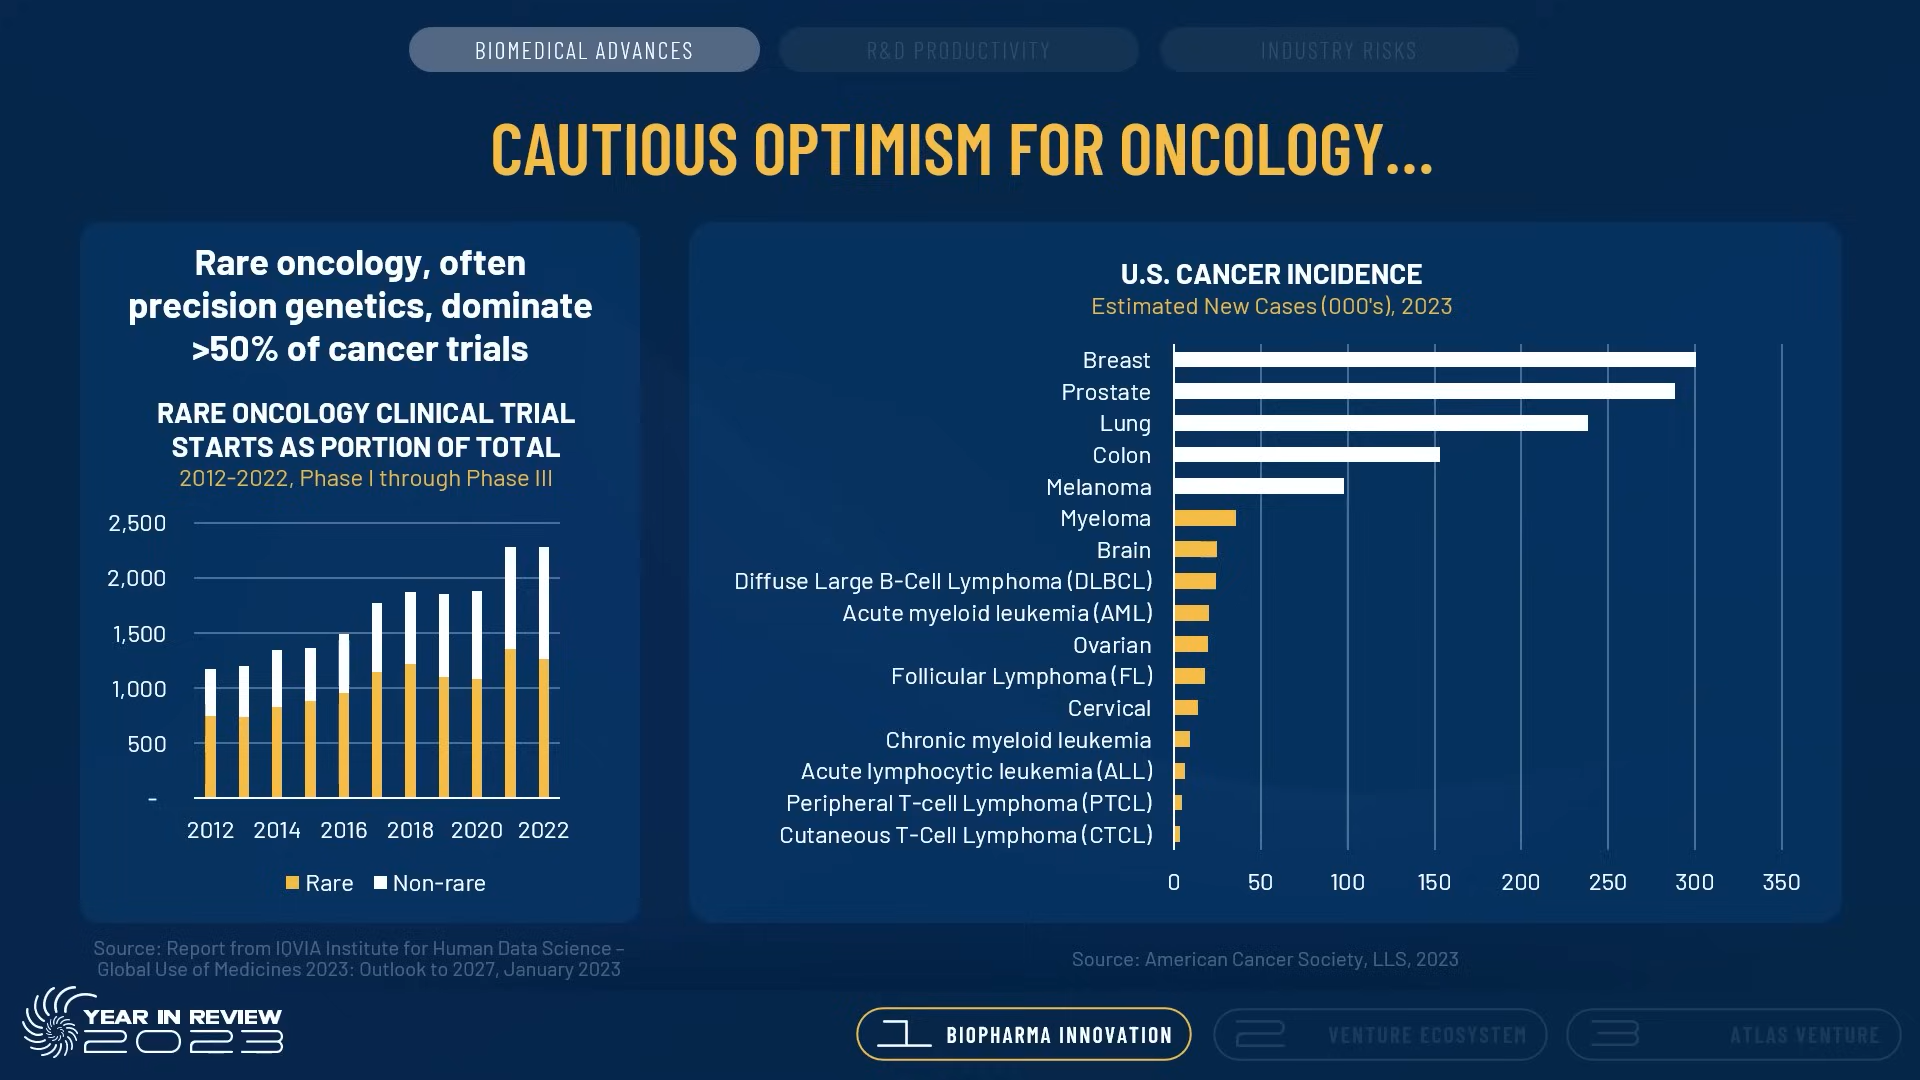 BIOMEDICAL ADVANCES
R&D PRODUCTIVITY
INDUSTRY RISKS
CAUTIOUS OPTIMISM FOR ONCOLOGY...
Rare oncology, often
precision genetics, dominate
>50% of cancer trials
RARE ONCOLOGY CLINICAL TRIAL
STARTS AS PORTION OF TOTAL
2012-2022, Phase I through Phase III
2,500
2,000
1,500
1,000
500
-
2012 2014 2016 2018 2020 2022
Rare Non-rare
Source: Report from IQVIA Institute for Human Data Science –
Global Use of Medicines 2023: Outlook to 2027, January 2023
U.S. CANCER INCIDENCE
Estimated New Cases (000's), 2023
Breast
Prostate
Lung
Colon
Melanoma
Myeloma
Brain
Diffuse Large B-Cell Lymphoma (DLBCL)
Acute myeloid leukemia (AML)
Ovarian
Follicular Lymphoma (FL)
Cervical
Chronic myeloid leukemia
Acute lymphocytic leukemia (ALL)
Peripheral T-cell Lymphoma (PTCL)
Cutaneous T-Cell Lymphoma (CTCL)
0 50 100 150 200 250 300 350
Source: American Cancer Society, LLS, 2023
YEAR IN REVIEW
2023
1 BIOPHARMA INNOVATION
2 VENTURE ECOSYSTEM
3 ATLAS VENTURE